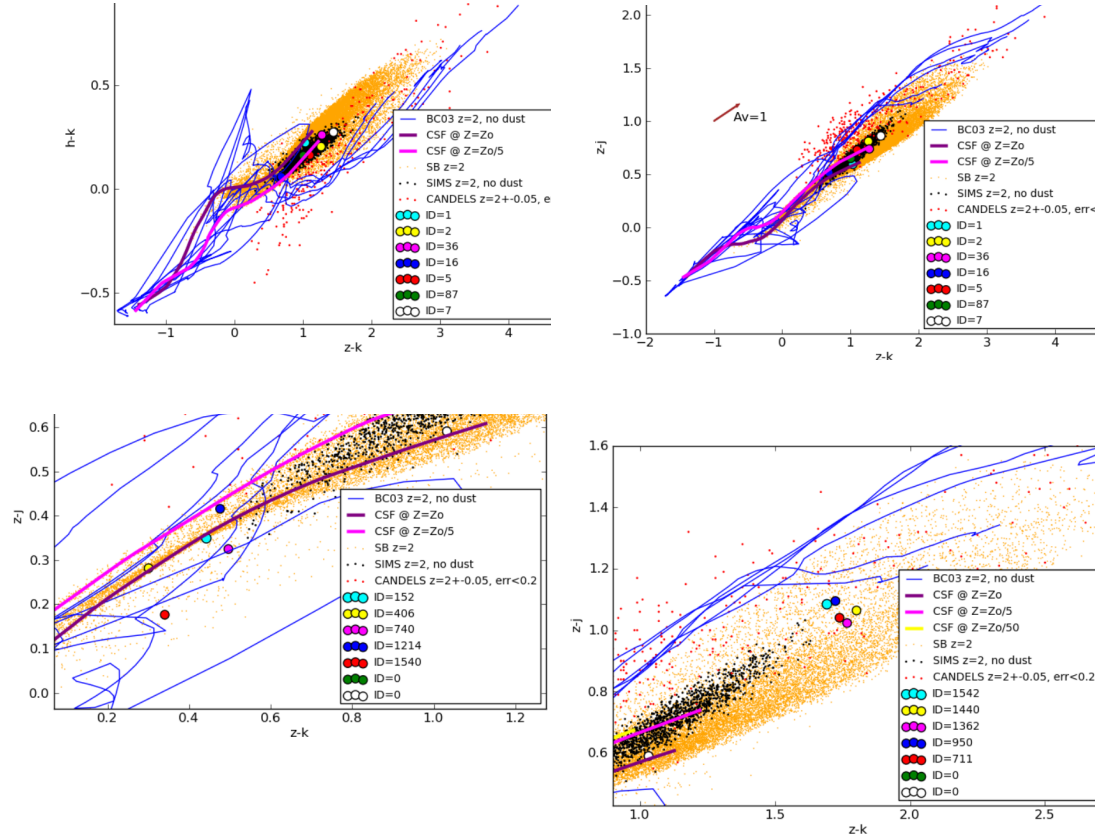 h-k
0.5
0.0
−0.5
−1
0
1
2
3
4
z-k
BC03 z=2, no dust
CSF @ Z=Zo
CSF @ Z=Zo/5
SB z=2
SIMS z=2, no dust
CANDELS z=2+-0.05, er
ID=1
ID=2
ID=36
ID=16
ID=5
ID=87
ID=7
z-j
2.0
1.5
1.0
0.5
0.0
−0.5
−1.0
−2
−1
0
1
2
3
4
z-k
Av=1
BC03 z=2, no dust
CSF @ Z=Zo
CSF @ Z=Zo/5
SB z=2
SIMS z=2, no dust
CANDELS z=2+-0.05, err<
ID=1
ID=2
ID=36
ID=16
ID=5
ID=87
ID=7
z-j
0.6
0.5
0.4
0.3
0.2
0.1
0.0
0.2
0.4
0.6
0.8
1.0
1.2
z-k
BC03 z=2, no dust
CSF @ Z=Zo
CSF @ Z=Zo/5
SB z=2
SIMS z=2, no dust
CANDELS z=2+-0.05, err<0.2
ID=152
ID=406
ID=740
ID=1214
ID=1540
ID=0
ID=0
z-j
1.6
1.4
1.2
1.0
0.8
0.6
1.0
1.5
2.0
2.5
z-k
BC03 z=2, no dust
CSF @ Z=Zo
CSF @ Z=Zo/5
CSF @ Z=Zo/50
SB z=2
SIMS z=2, no dust
CANDELS z=2+-0.05, err<0.2
ID=1542
ID=1440
ID=1362
ID=950
ID=711
ID=0
ID=0